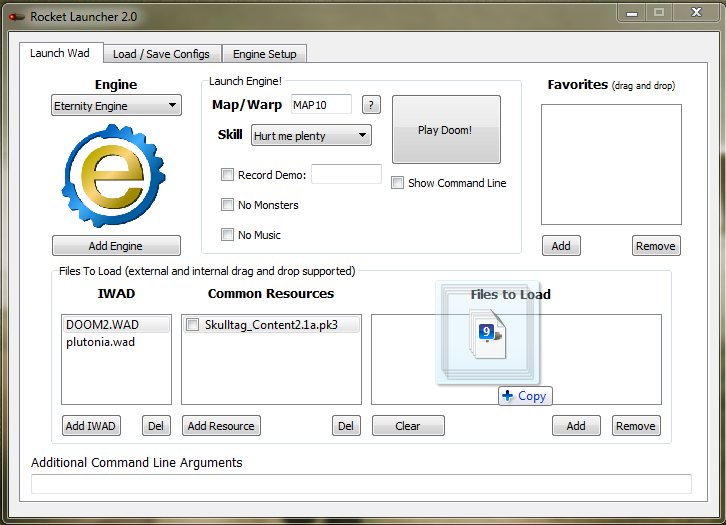 Rocket Launcher 2.0
Launch Wad
Load / Save Configs
Engine Setup
Engine
Eternity Engine
e
Add Engine
Launch Engine!
Map/Warp
MAP10
?
Skill
Hurt me plenty
Play Doom!
Record Demo:
Show Command Line
No Monsters
No Music
Favorites (drag and drop)
Add
Remove
Files To Load (external and internal drag and drop supported)
IWAD
Common Resources
Files to Load
DOOM2.WAD
plutonia.wad
Skulltag_Content2.1a.pk3
9
Copy
Add IWAD
Del
Add Resource
Del
Clear
Add
Remove
Additional Command Line Arguments